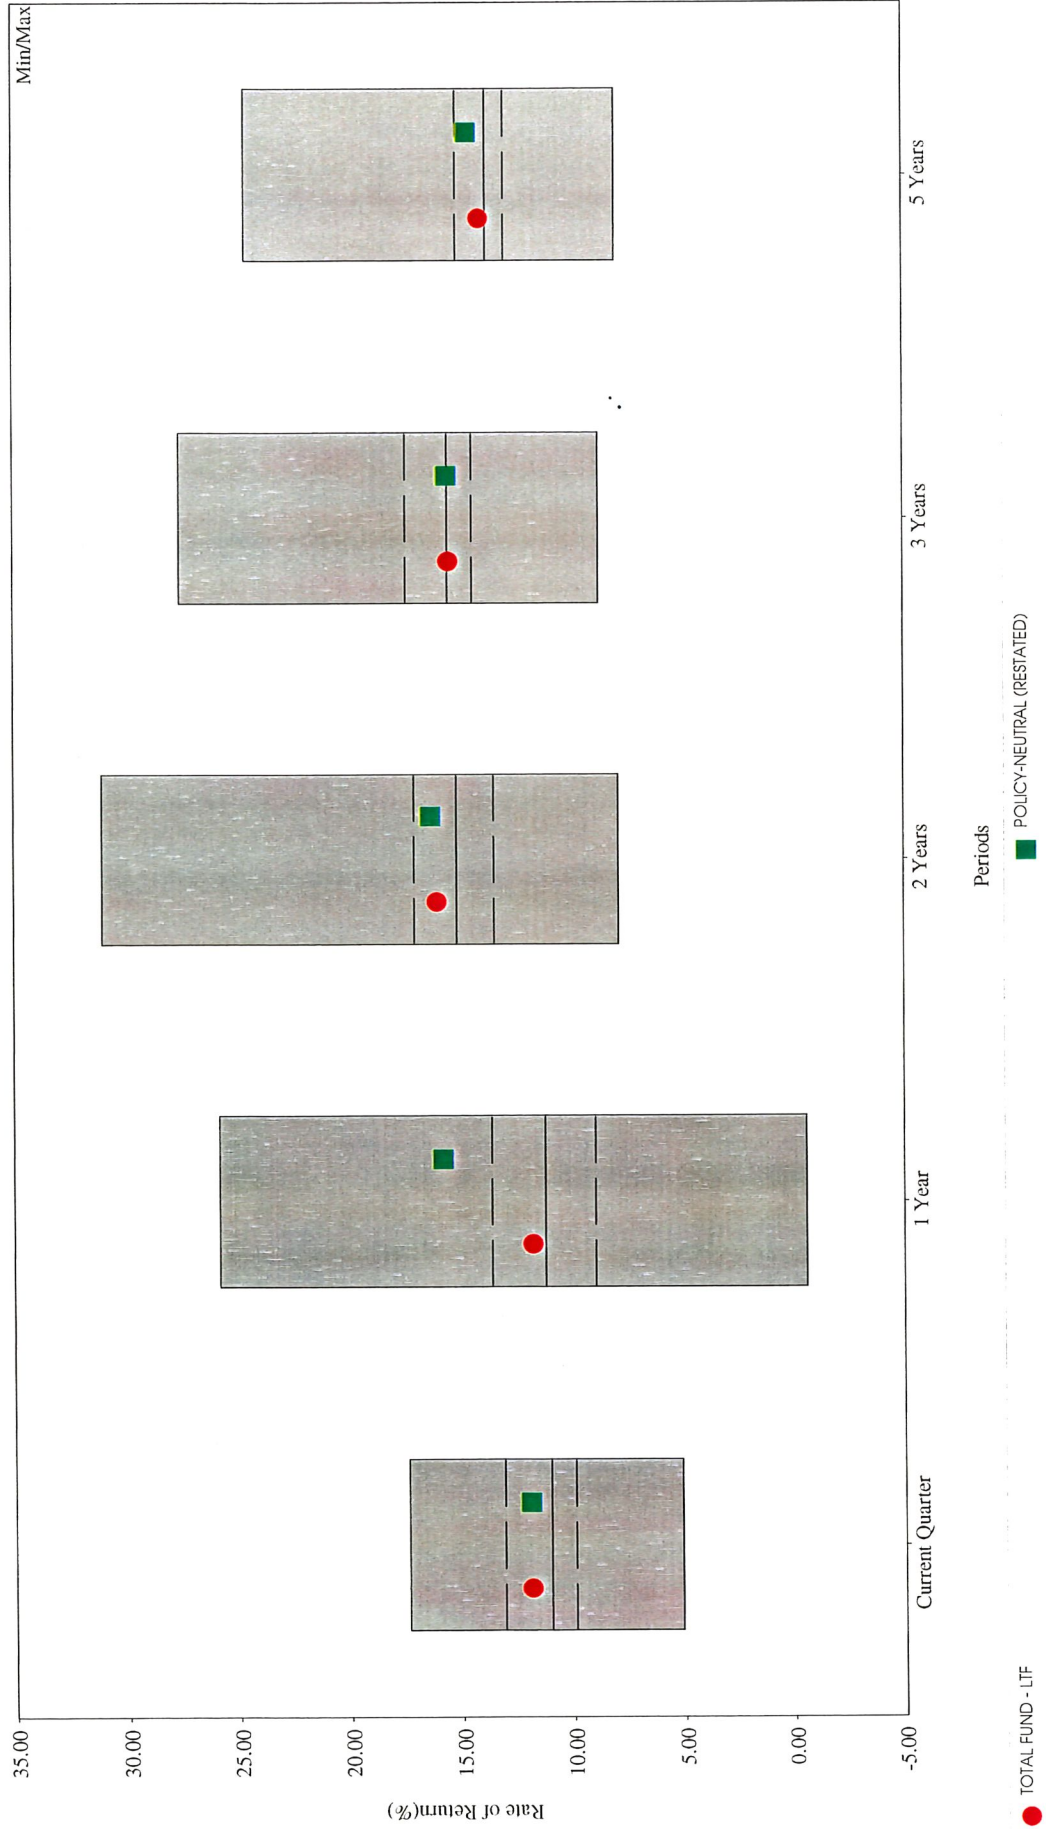 Min/Max
35.00
30.00
25.00
20.00
15.00
10.00
5.00
0.00
-5.00
Rate of Return(%)
Current Quarter
1 Year
2 Years
3 Years
5 Years
Periods
TOTAL FUND - LTF
POLICY-NEUTRAL (RESTATED)